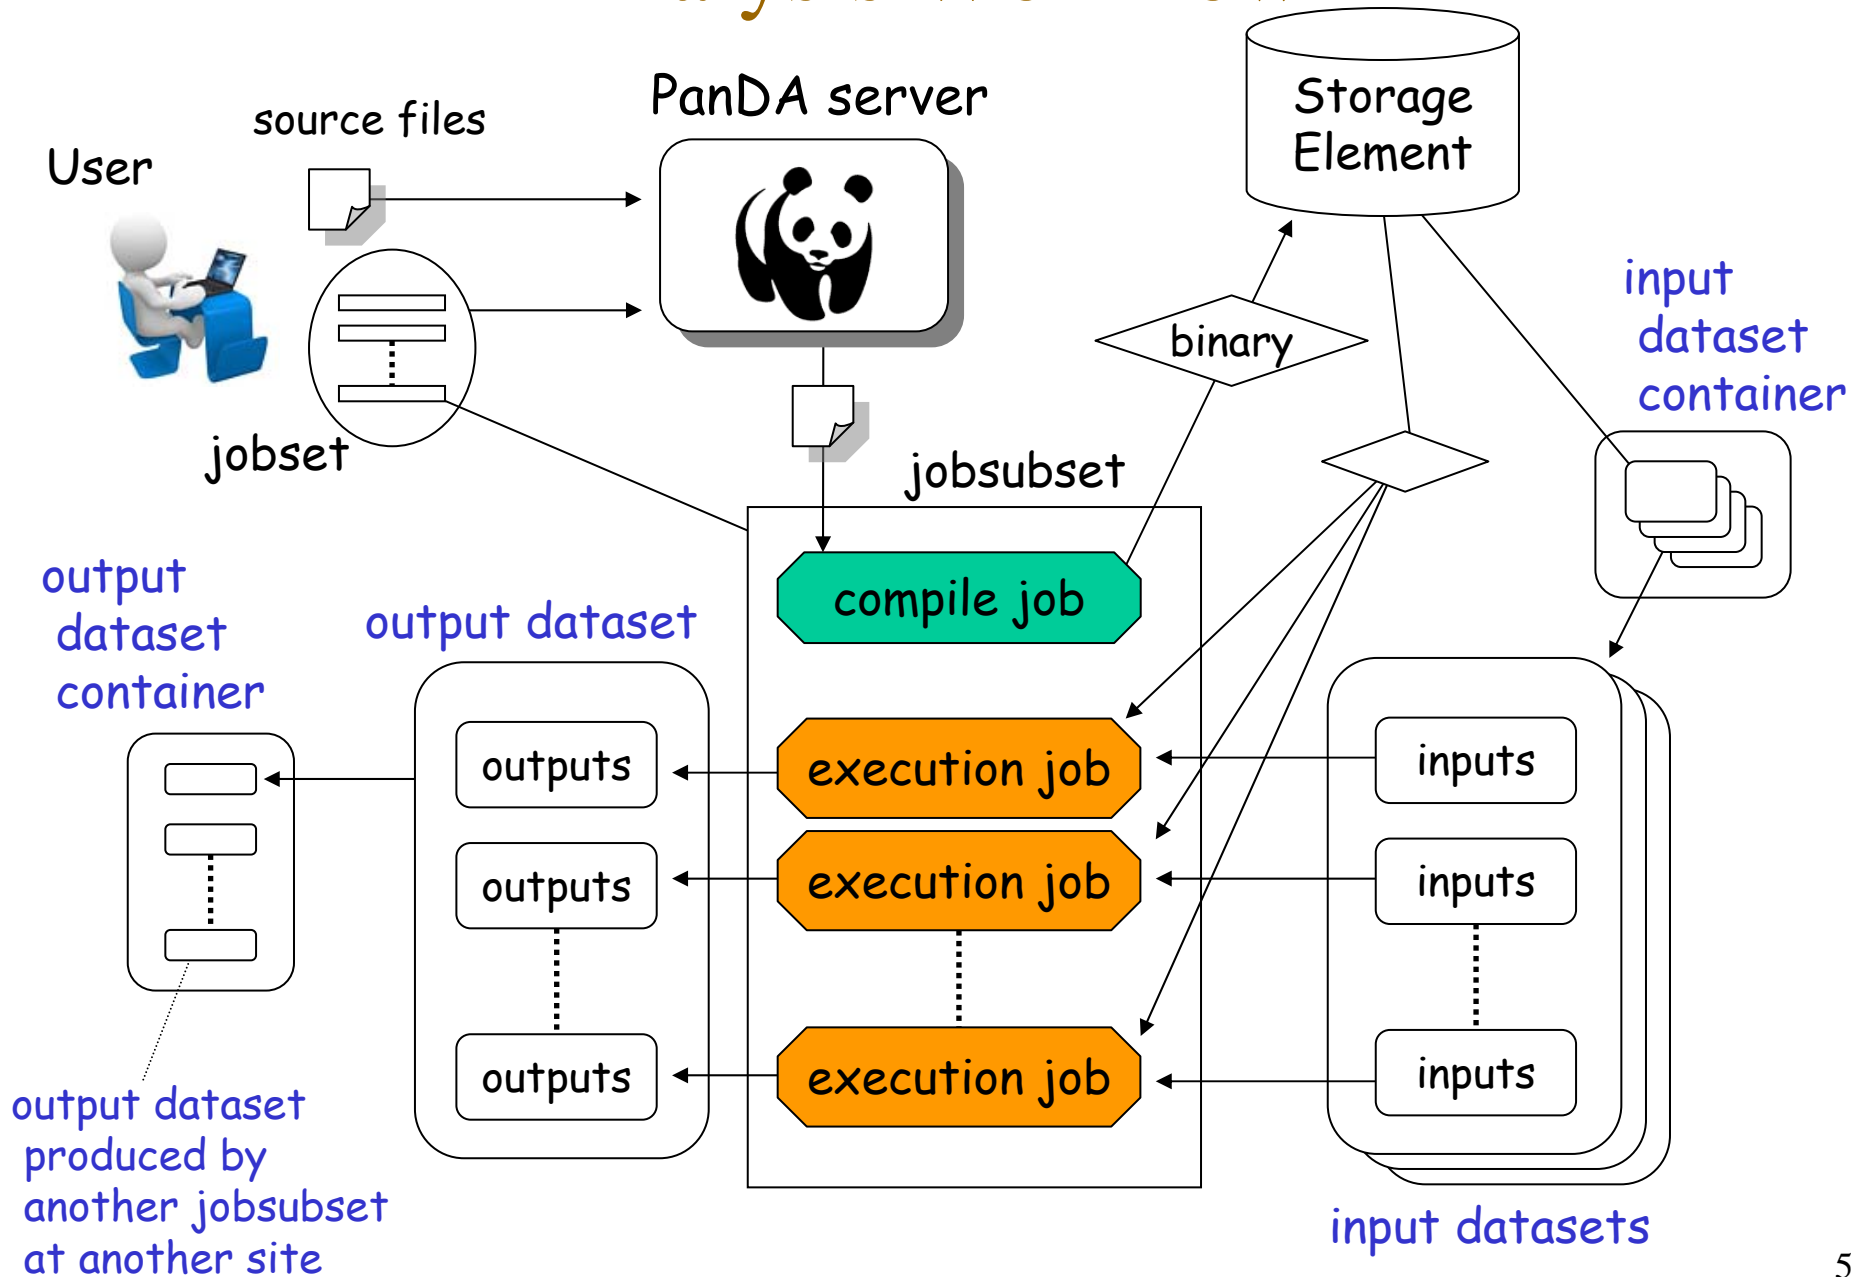 PanDA server
Storage
Element
source files
User
input
dataset
container
binary
jobset
jobsubset
output
dataset
container
output dataset
compile job
outputs
execution job
inputs
outputs
execution job
inputs
outputs
execution job
inputs
output dataset
produced by
another jobsubset
at another site
input datasets
5